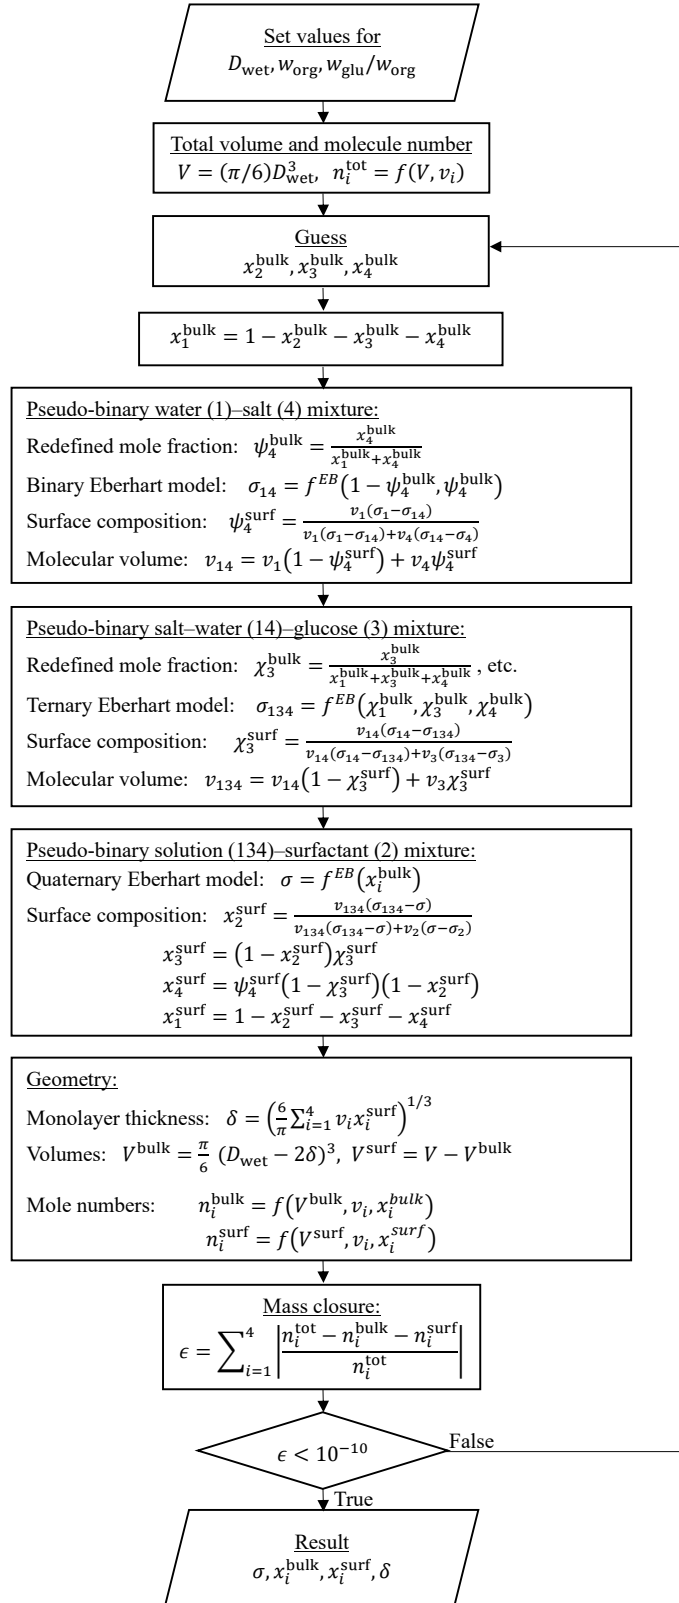 Set values for
D_wet, w_org, w_glu/w_org
Total volume and molecule number
V = (π/6)D_wet^3, n_i^tot = f(V, v_i)
Guess
x_2^bulk, x_3^bulk, x_4^bulk
x_1^bulk = 1 − x_2^bulk − x_3^bulk − x_4^bulk
Pseudo-binary water (1)–salt (4) mixture:
Redefined mole fraction: ψ_4^bulk = x_4^bulk / (x_1^bulk + x_4^bulk)
Binary Eberhart model: σ_14 = f^EB(1 − ψ_4^bulk, ψ_4^bulk)
Surface composition: ψ_4^surf = v_1(σ_1−σ_14) / (v_1(σ_1−σ_14)+v_4(σ_14−σ_4))
Molecular volume: v_14 = v_1(1 − ψ_4^surf) + v_4ψ_4^surf
Pseudo-binary salt–water (14)–glucose (3) mixture:
Redefined mole fraction: χ_3^bulk = x_3^bulk / (x_1^bulk + x_3^bulk + x_4^bulk) , etc.
Ternary Eberhart model: σ_134 = f^EB(χ_1^bulk, χ_3^bulk, χ_4^bulk)
Surface composition: χ_3^surf = v_14(σ_14−σ_134) / (v_14(σ_14−σ_134)+v_3(σ_134−σ_3))
Molecular volume: v_134 = v_14(1 − χ_3^surf) + v_3χ_3^surf
Pseudo-binary solution (134)–surfactant (2) mixture:
Quaternary Eberhart model: σ = f^EB(x_i^bulk)
Surface composition: x_2^surf = v_134(σ_134−σ) / (v_134(σ_134−σ)+v_2(σ−σ_2))
x_3^surf = (1 − x_2^surf)χ_3^surf
x_4^surf = ψ_4^surf(1 − χ_3^surf)(1 − x_2^surf)
x_1^surf = 1 − x_2^surf − x_3^surf − x_4^surf
Geometry:
Monolayer thickness: δ = (6/π ∑_{i=1}^4 v_i x_i^surf)^{1/3}
Volumes: V^bulk = π/6 (D_wet − 2δ)^3, V^surf = V − V^bulk
Mole numbers: n_i^bulk = f(V^bulk, v_i, x_i^bulk)
n_i^surf = f(V^surf, v_i, x_i^surf)
Mass closure:
ϵ = ∑_{i=1}^4 |(n_i^tot − n_i^bulk − n_i^surf) / n_i^tot|
ϵ < 10^−10
False
True
Result
σ, x_i^bulk, x_i^surf, δ